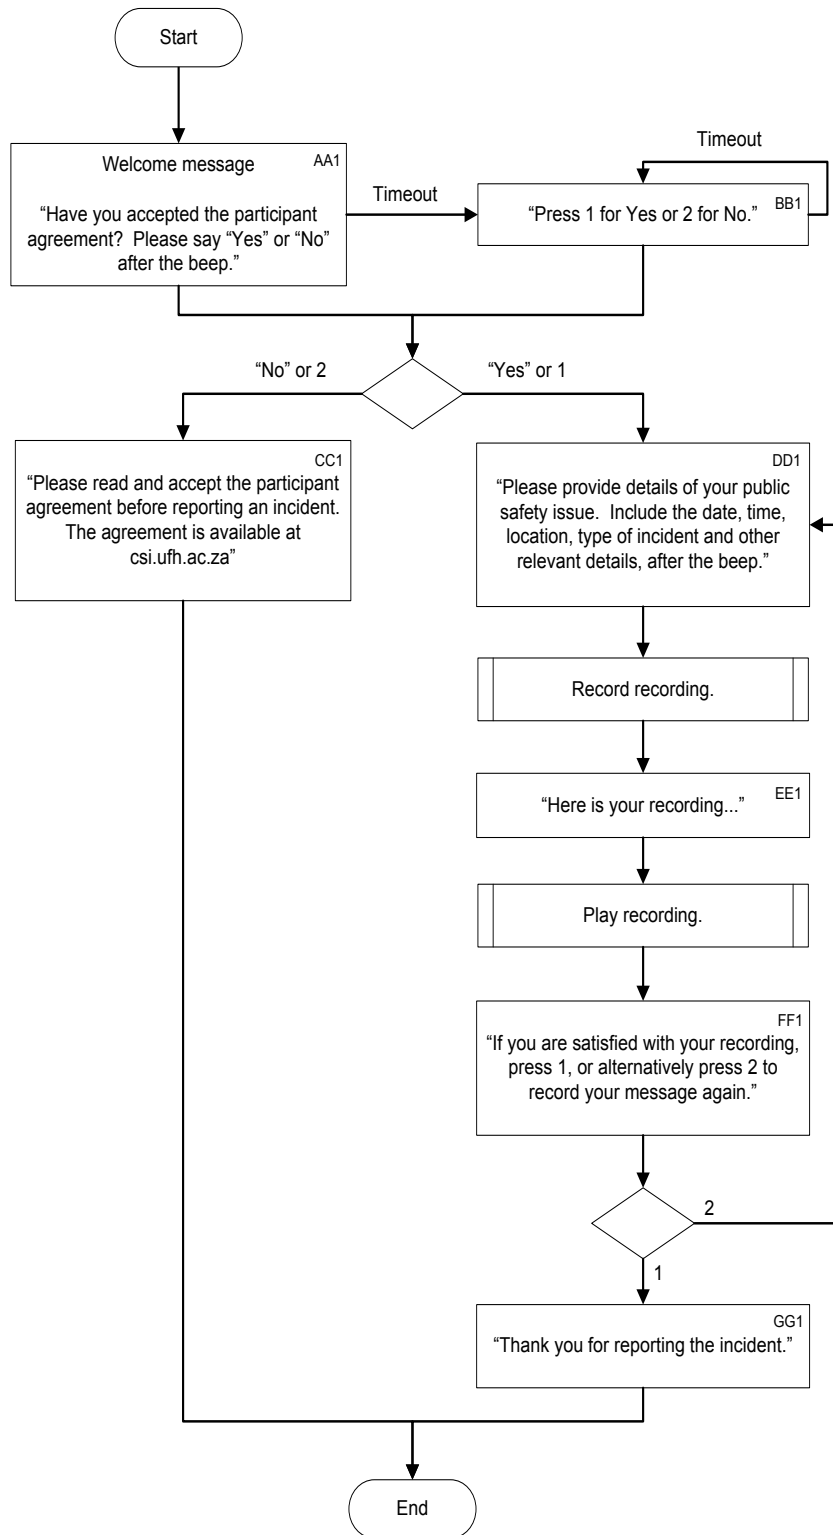 Start
Welcome message
AA1
“Have you accepted the participant
agreement?  Please say “Yes” or “No”
after the beep.”
Timeout
Timeout
“Press 1 for Yes or 2 for No.”
BB1
“No” or 2
“Yes” or 1
CC1
“Please read and accept the participant
agreement before reporting an incident.
The agreement is available at
csi.ufh.ac.za”
DD1
“Please provide details of your public
safety issue.  Include the date, time,
location, type of incident and other
relevant details, after the beep.”
Record recording.
“Here is your recording...”
EE1
Play recording.
FF1
“If you are satisfied with your recording,
press 1, or alternatively press 2 to
record your message again.”
2
1
GG1
“Thank you for reporting the incident.”
End